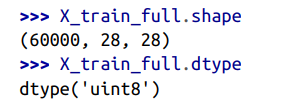 >>> X_train_full.shape
(60000, 28, 28)
>>> X_train_full.dtype
dtype('uint8')